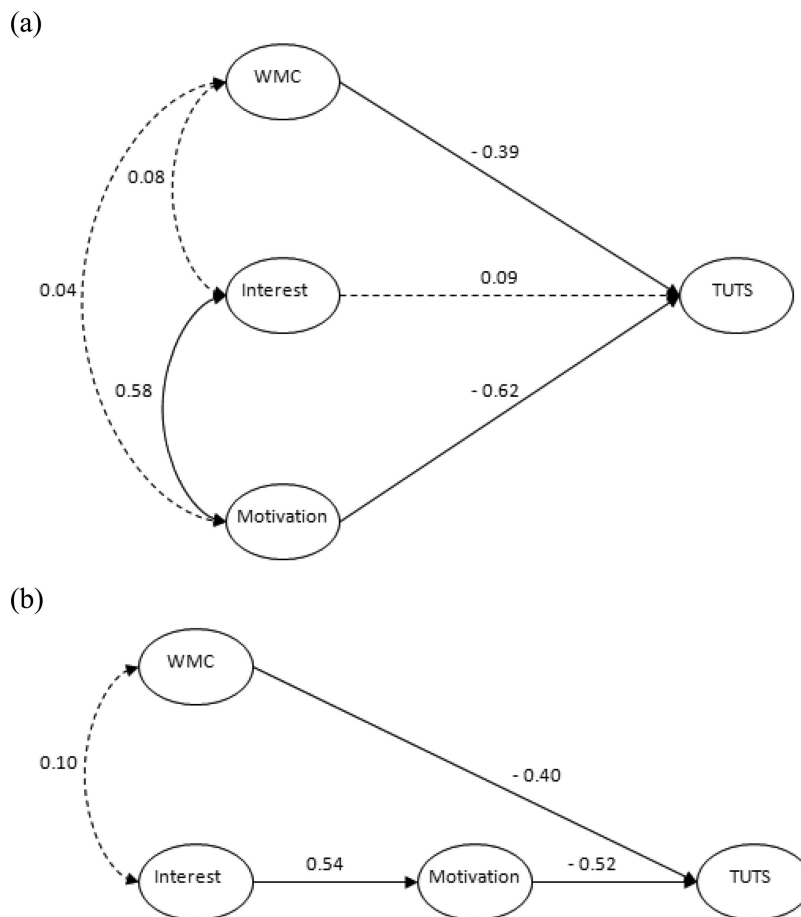 (a)
WMC
- 0.39
0.08
0.04
Interest
0.09
TUTS
0.58
- 0.62
Motivation
(b)
WMC
0.10
- 0.40
Interest
0.54
Motivation
- 0.52
TUTS